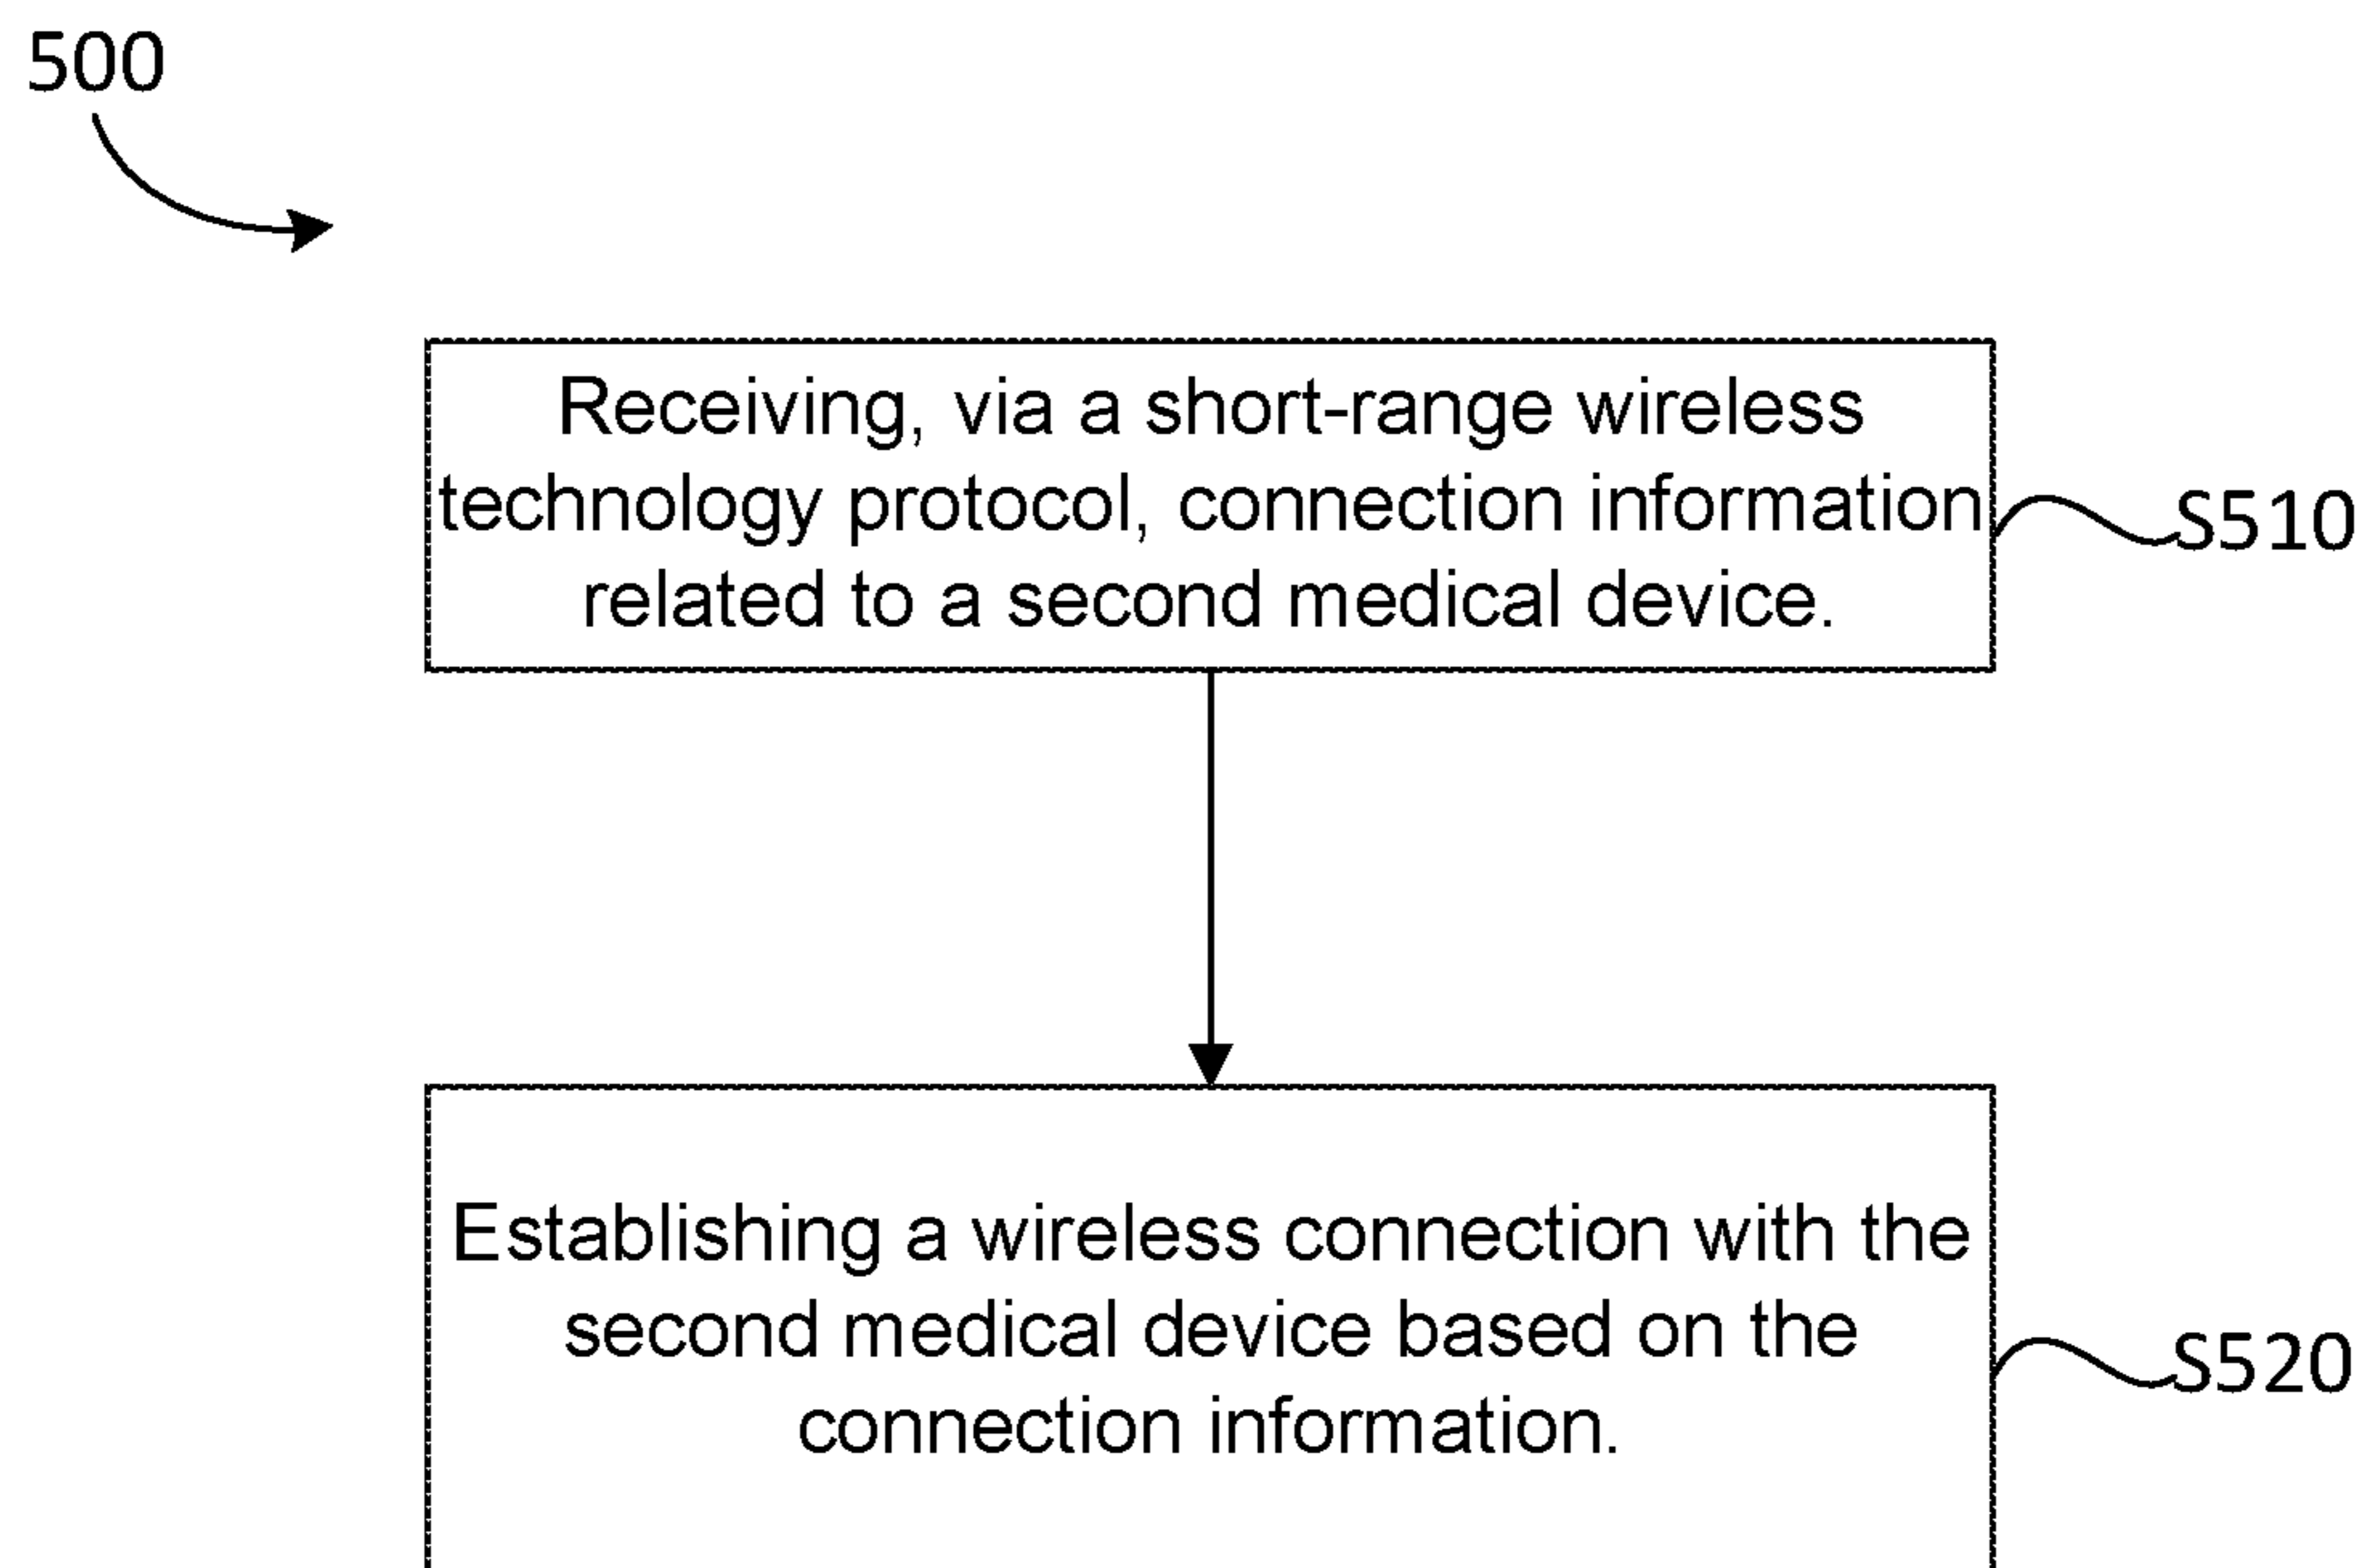 500
Receiving, via a short-range wireless
technology protocol, connection information
related to a second medical device.
S510
Establishing a wireless connection with the
second medical device based on the
connection information.
S520